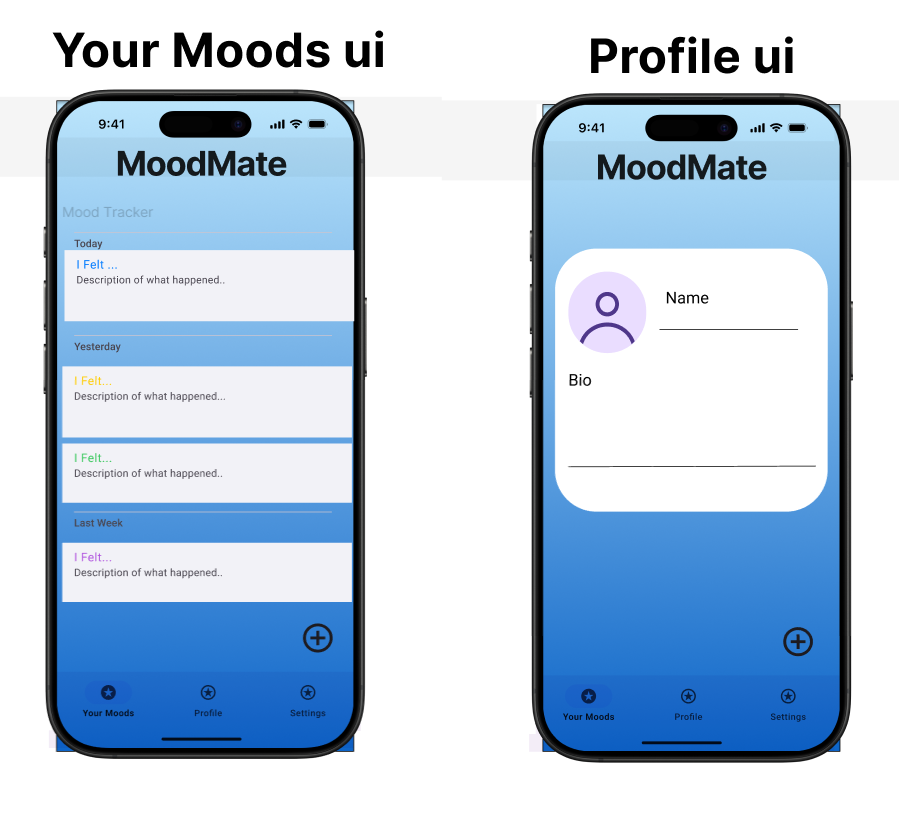 Your Moods ui
9:41
MoodMate
Mood Tracker
Today
I Felt ...
Description of what happened..
Yesterday
I Felt...
Description of what happened...
I Felt...
Description of what happened..
Last Week
I Felt...
Description of what happened..
Your Moods
Profile
Settings
Profile ui
9:41
MoodMate
Name
Bio
Your Moods
Profile
Settings